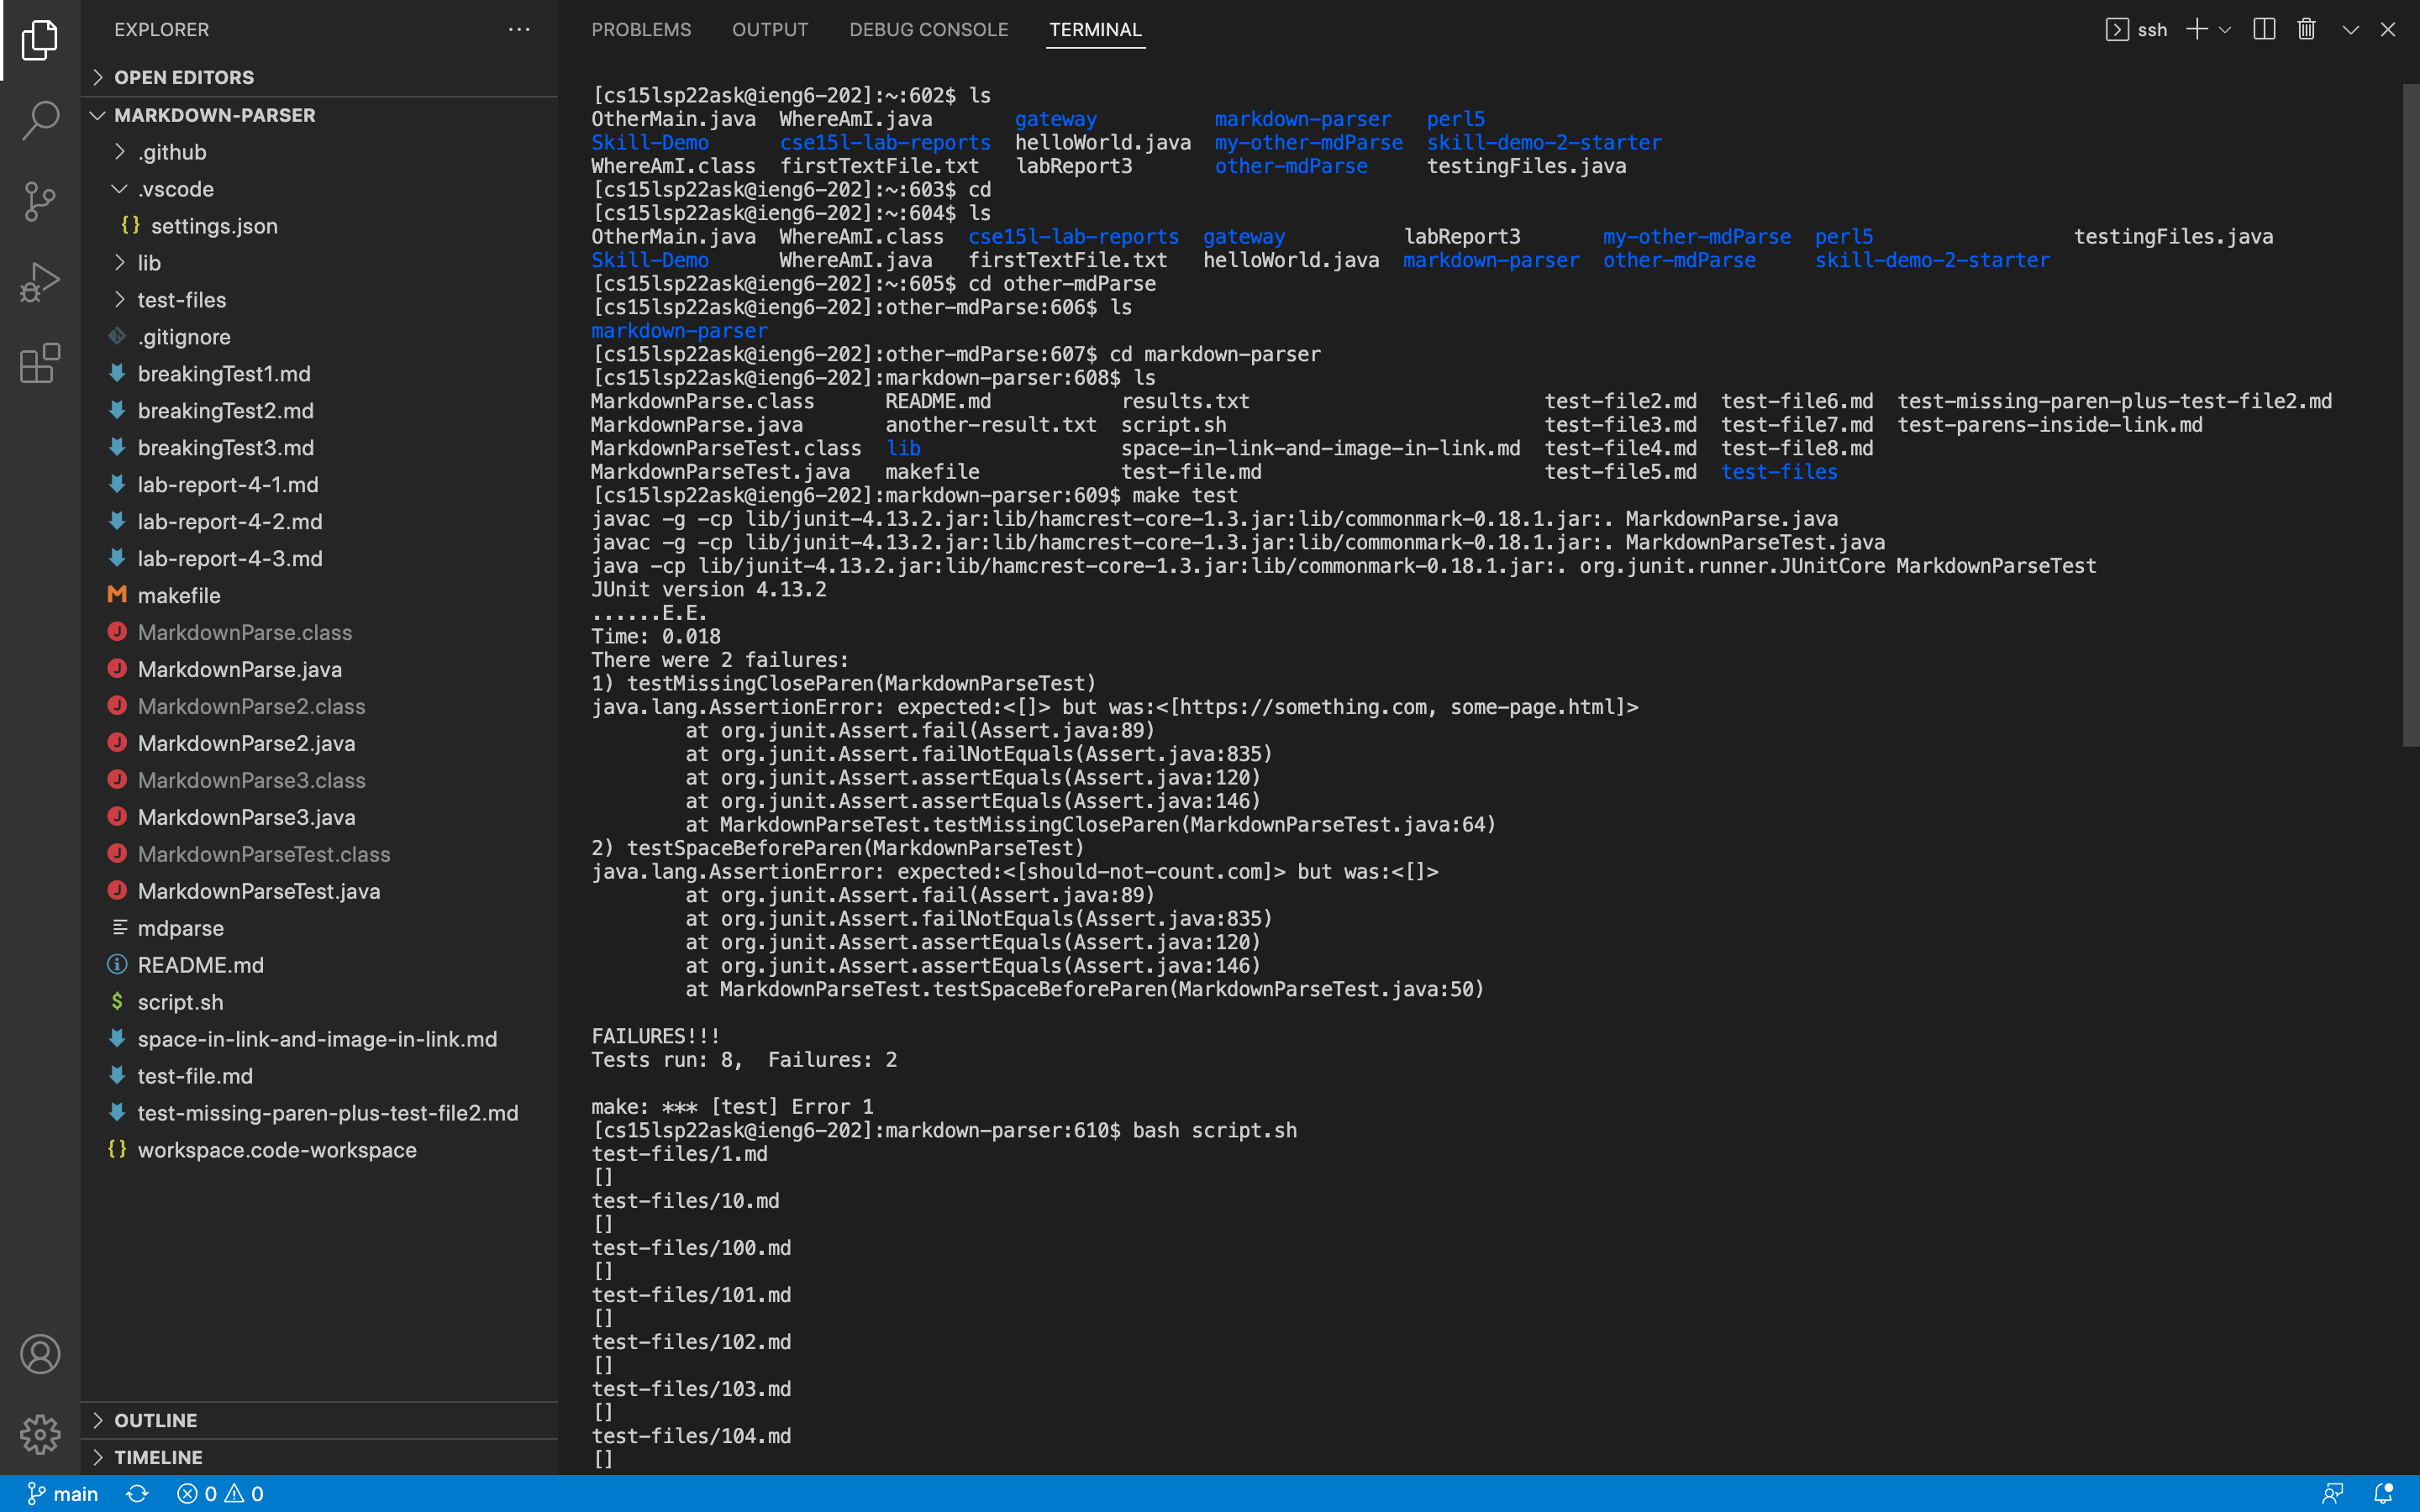 EXPLORER
OPEN EDITORS
MARKDOWN-PARSER
.github
.vscode
{} settings.json
lib
test-files
.gitignore
breakingTest1.md
breakingTest2.md
breakingTest3.md
lab-report-4-1.md
lab-report-4-2.md
lab-report-4-3.md
M makefile
J MarkdownParse.class
J MarkdownParse.java
J MarkdownParse2.class
J MarkdownParse2.java
J MarkdownParse3.class
J MarkdownParse3.java
J MarkdownParseTest.class
J MarkdownParseTest.java
mdparse
README.md
$ script.sh
space-in-link-and-image-in-link.md
test-file.md
test-missing-paren-plus-test-file2.md
{} workspace.code-workspace
OUTLINE
TIMELINE
PROBLEMS OUTPUT DEBUG CONSOLE TERMINAL ssh
[cs15lsp22ask@ieng6-202]:~:602$ ls
OtherMain.java WhereAmI.java gateway markdown-parser perl5
Skill-Demo cse15l-lab-reports helloWorld.java my-other-mdParse skill-demo-2-starter
WhereAmI.class firstTextFile.txt labReport3 other-mdParse testingFiles.java
[cs15lsp22ask@ieng6-202]:~:603$ cd
[cs15lsp22ask@ieng6-202]:~:604$ ls
OtherMain.java WhereAmI.class cse15l-lab-reports gateway labReport3 my-other-mdParse perl5 testingFiles.java
Skill-Demo WhereAmI.java firstTextFile.txt helloWorld.java markdown-parser other-mdParse skill-demo-2-starter
[cs15lsp22ask@ieng6-202]:~:605$ cd other-mdParse
[cs15lsp22ask@ieng6-202]:other-mdParse:606$ ls
markdown-parser
[cs15lsp22ask@ieng6-202]:other-mdParse:607$ cd markdown-parser
[cs15lsp22ask@ieng6-202]:markdown-parser:608$ ls
MarkdownParse.class README.md results.txt test-file2.md test-file6.md test-missing-paren-plus-test-file2.md
MarkdownParse.java another-result.txt script.sh test-file3.md test-file7.md test-parens-inside-link.md
MarkdownParseTest.class lib space-in-link-and-image-in-link.md test-file4.md test-file8.md
MarkdownParseTest.java makefile test-file.md test-file5.md test-files
[cs15lsp22ask@ieng6-202]:markdown-parser:609$ make test
javac -g -cp lib/junit-4.13.2.jar:lib/hamcrest-core-1.3.jar:lib/commonmark-0.18.1.jar:. MarkdownParse.java
javac -g -cp lib/junit-4.13.2.jar:lib/hamcrest-core-1.3.jar:lib/commonmark-0.18.1.jar:. MarkdownParseTest.java
java -cp lib/junit-4.13.2.jar:lib/hamcrest-core-1.3.jar:lib/commonmark-0.18.1.jar:. org.junit.runner.JUnitCore MarkdownParseTest
JUnit version 4.13.2
......E.E.
Time: 0.018
There were 2 failures:
1) testMissingCloseParen(MarkdownParseTest)
java.lang.AssertionError: expected:<[]> but was:<[https://something.com, some-page.html]>
at org.junit.Assert.fail(Assert.java:89)
at org.junit.Assert.failNotEquals(Assert.java:835)
at org.junit.Assert.assertEquals(Assert.java:120)
at org.junit.Assert.assertEquals(Assert.java:146)
at MarkdownParseTest.testMissingCloseParen(MarkdownParseTest.java:64)
2) testSpaceBeforeParen(MarkdownParseTest)
java.lang.AssertionError: expected:<[should-not-count.com]> but was:<[]>
at org.junit.Assert.fail(Assert.java:89)
at org.junit.Assert.failNotEquals(Assert.java:835)
at org.junit.Assert.assertEquals(Assert.java:120)
at org.junit.Assert.assertEquals(Assert.java:146)
at MarkdownParseTest.testSpaceBeforeParen(MarkdownParseTest.java:50)
FAILURES!!!
Tests run: 8,  Failures: 2
make: *** [test] Error 1
[cs15lsp22ask@ieng6-202]:markdown-parser:610$ bash script.sh
test-files/1.md
[]
test-files/10.md
[]
test-files/100.md
[]
test-files/101.md
[]
test-files/102.md
[]
test-files/103.md
[]
test-files/104.md
[]
main 0 0